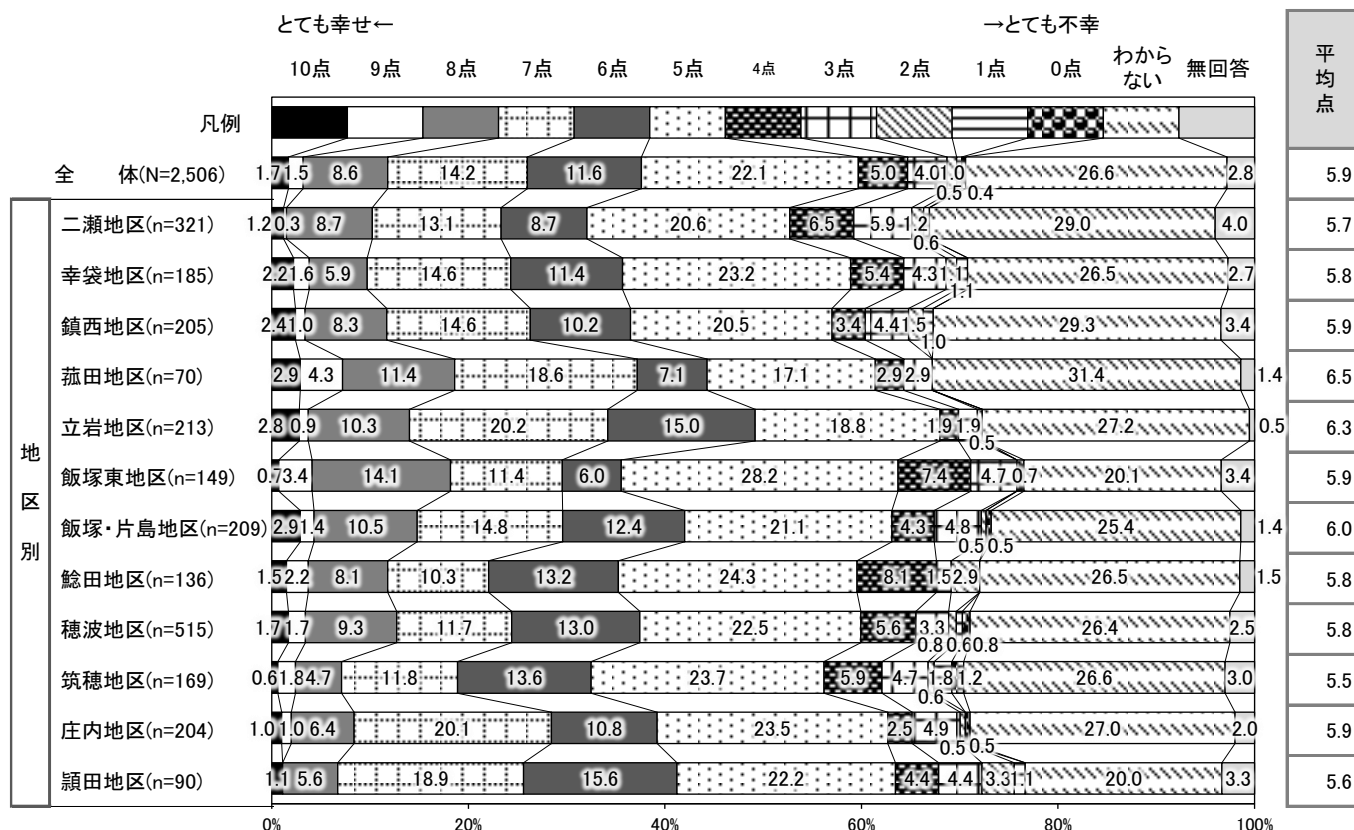 とても幸せ← →とても不幸
10点 9点 8点 7点 6点 5点 4点 3点 2点 1点 0点 わから
ない 無回答 平均点
凡例
全 体(N=2,506) 1.7 1.5 8.6 14.2 11.6 22.1 5.0 4.0 1.0 0.5 0.4 26.6 2.8 5.9
地区別
二瀬地区(n=321) 1.2 0.3 8.7 13.1 8.7 20.6 6.5 5.9 1.2 0.6 29.0 4.0 5.7
幸袋地区(n=185) 2.2 1.6 5.9 14.6 11.4 23.2 5.4 4.3 1.1 1.1 26.5 2.7 5.8
鎮西地区(n=205) 2.4 1.0 8.3 14.6 10.2 20.5 3.4 4.4 1.5 1.0 29.3 3.4 5.9
菰田地区(n=70) 2.9 4.3 11.4 18.6 7.1 17.1 2.9 2.9 31.4 1.4 6.5
立岩地区(n=213) 2.8 0.9 10.3 20.2 15.0 18.8 1.9 1.9 0.5 27.2 0.5 6.3
飯塚東地区(n=149) 0.7 3.4 14.1 11.4 6.0 28.2 7.4 4.7 0.7 20.1 3.4 5.9
飯塚・片島地区(n=209) 2.9 1.4 10.5 14.8 12.4 21.1 4.3 4.8 0.5 0.5 25.4 1.4 6.0
鯰田地区(n=136) 1.5 2.2 8.1 10.3 13.2 24.3 8.1 1.5 2.9 26.5 1.5 5.8
穂波地区(n=515) 1.7 1.7 9.3 11.7 13.0 22.5 5.6 3.3 0.8 0.6 0.8 26.4 2.5 5.8
筑穂地区(n=169) 0.6 1.8 4.7 11.8 13.6 23.7 5.9 4.7 1.8 0.6 1.2 26.6 3.0 5.5
庄内地区(n=204) 1.0 1.0 6.4 20.1 10.8 23.5 2.5 4.9 0.5 0.5 27.0 2.0 5.9
頴田地区(n=90) 1.1 5.6 18.9 15.6 22.2 4.4 4.4 3.3 1.1 20.0 3.3 5.6
0% 20% 40% 60% 80% 100%